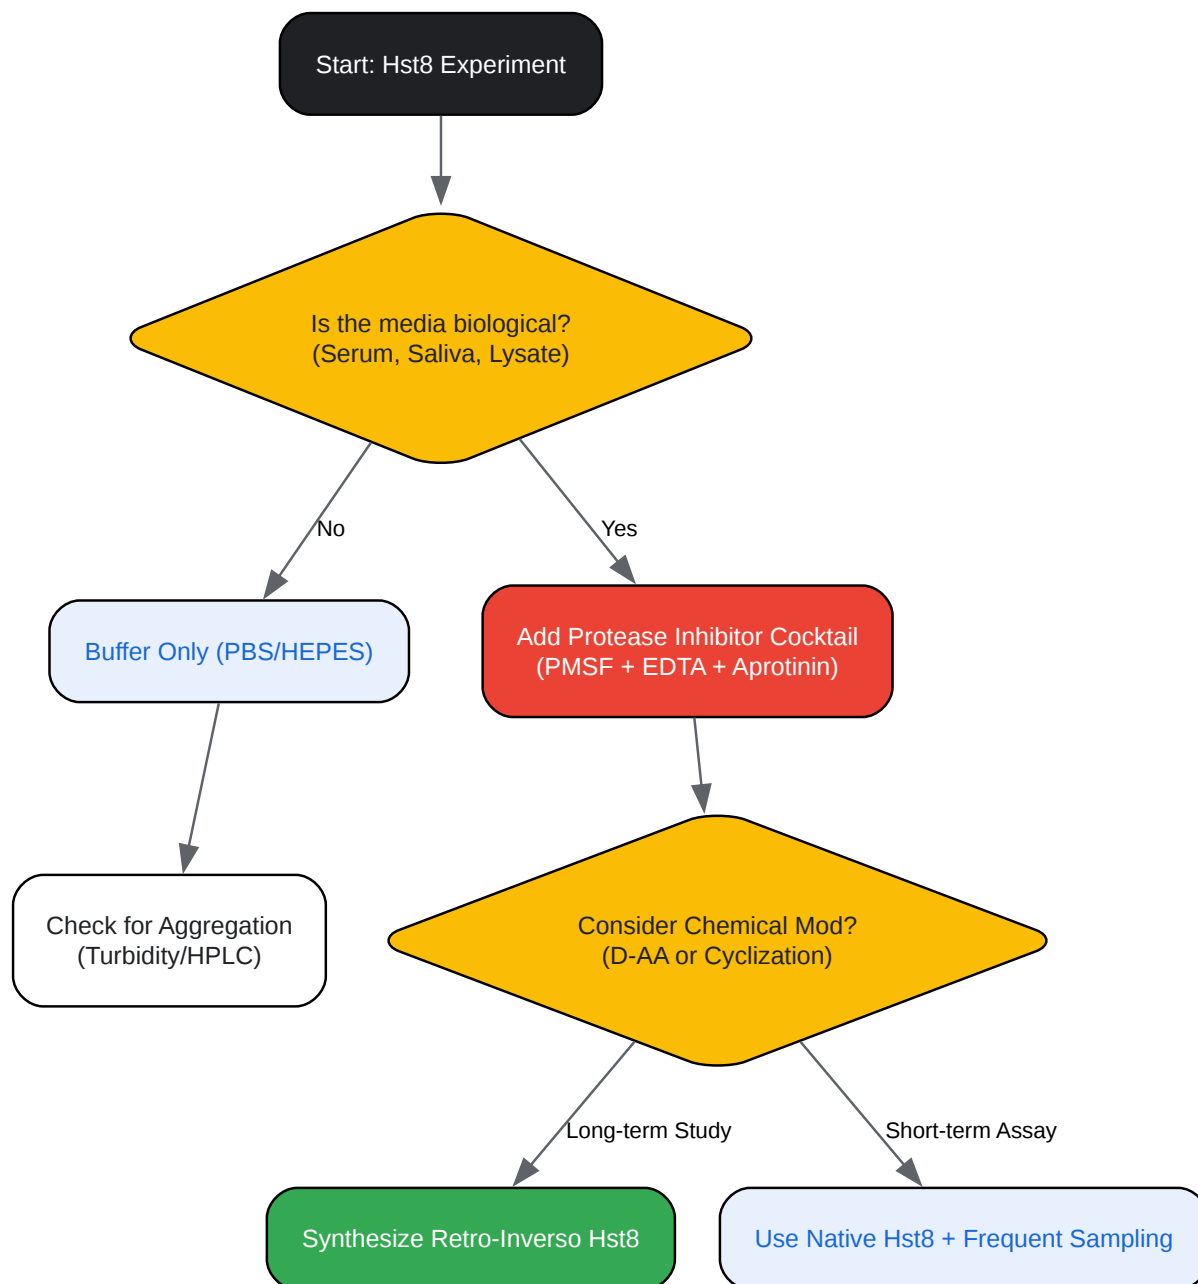 Start: Hst8 Experiment
Is the media biological?
(Serum, Saliva, Lysate)
No
Yes
Buffer Only (PBS/HEPES)
Add Protease Inhibitor Cocktail
(PMSF + EDTA + Aprotinin)
Check for Aggregation
(Turbidity/HPLC)
Consider Chemical Mod?
(D-AA or Cyclization)
Long-term Study
Short-term Assay
Synthesize Retro-Inverso Hst8
Use Native Hst8 + Frequent Sampling